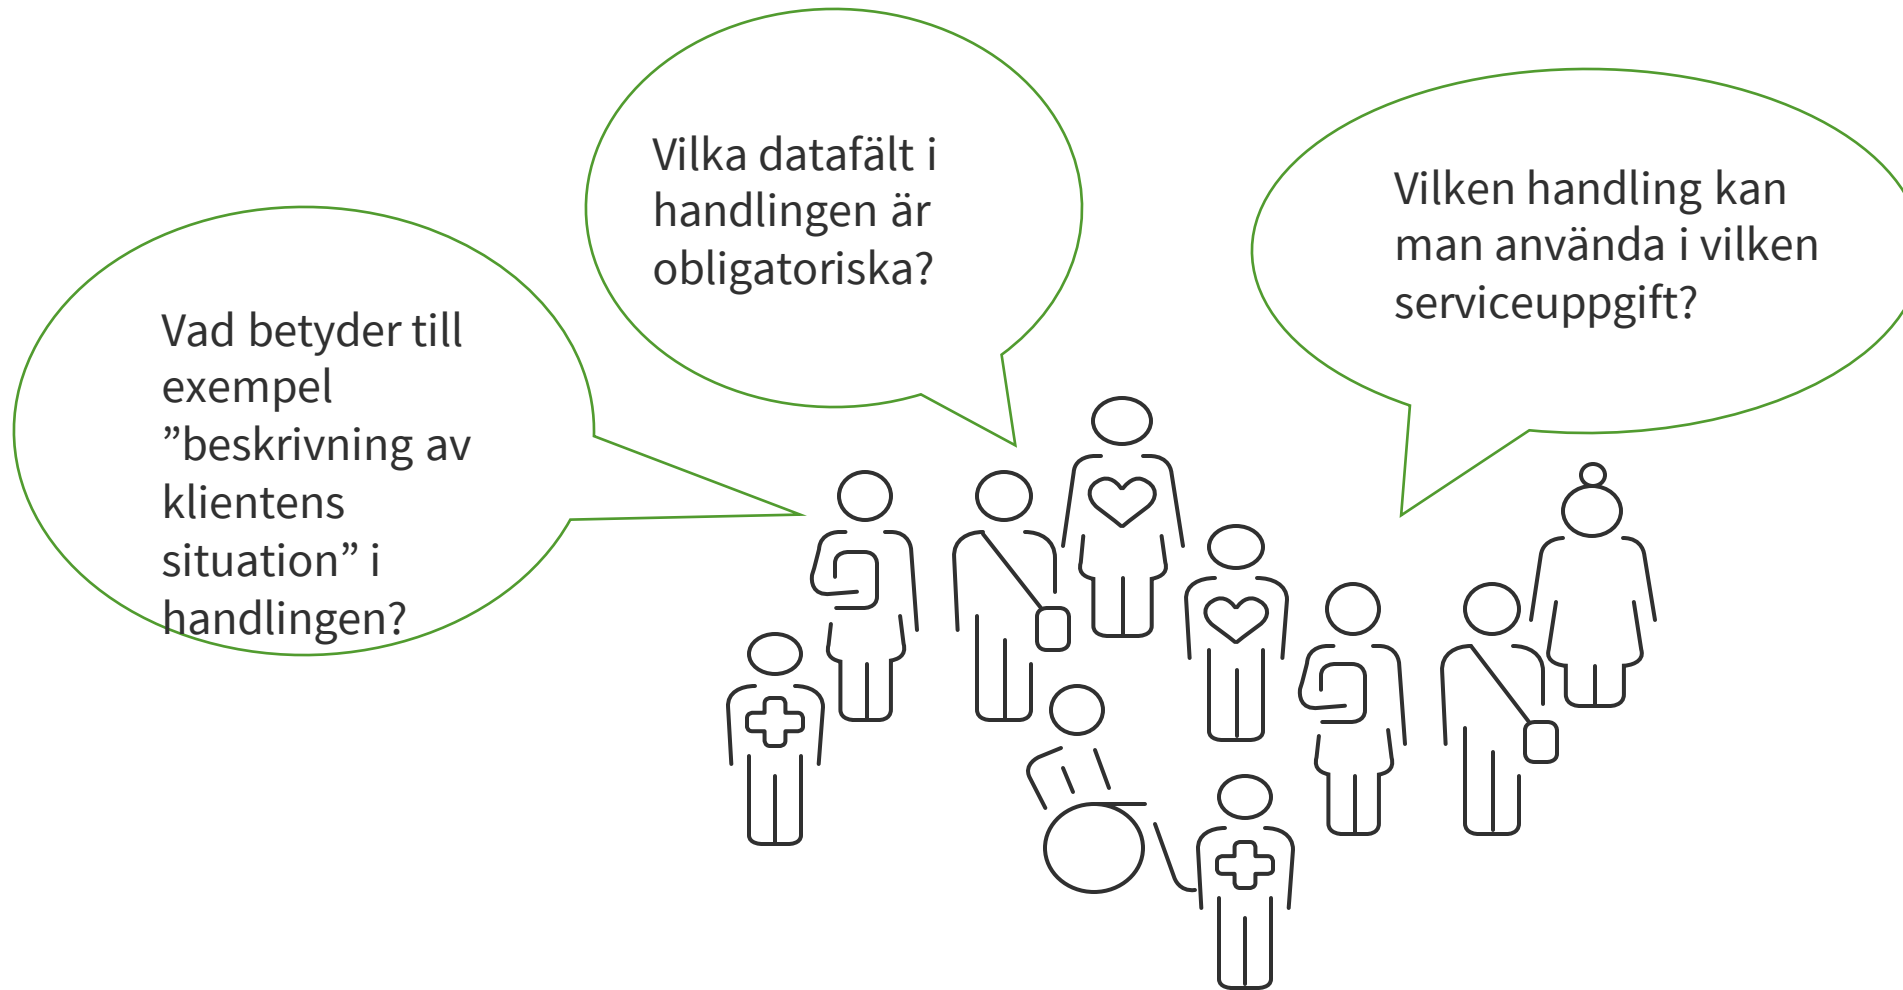 Vad betyder till
exempel
”beskrivning av
klientens
situation” i
handlingen?
Vilka datafält i
handlingen är
obligatoriska?
Vilken handling kan
man använda i vilken
serviceuppgift?